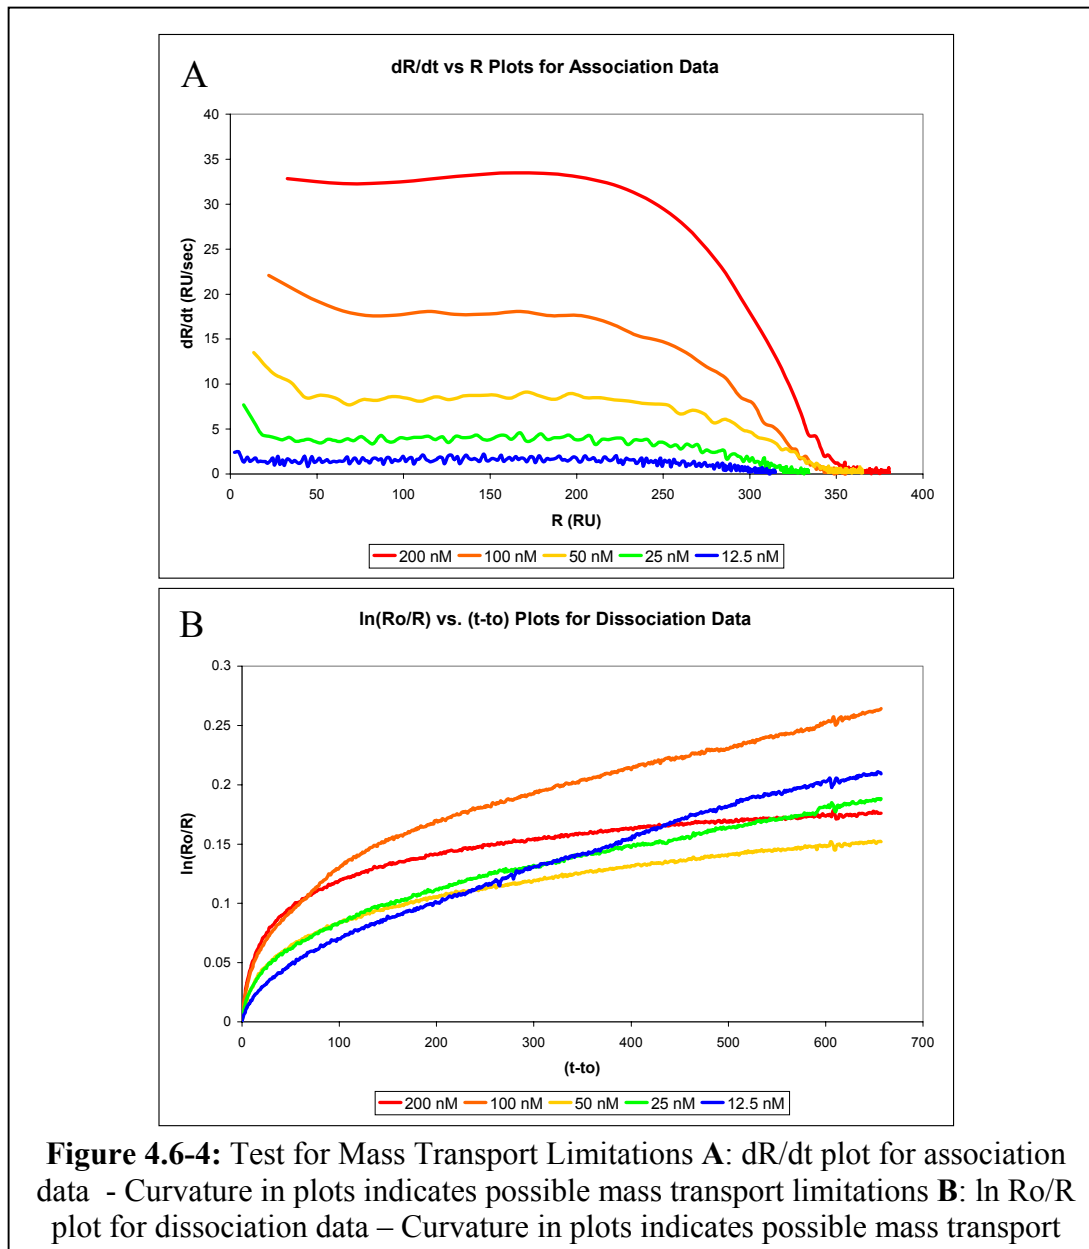 A
dR/dt vs R Plots for Association Data
40
35
30
25
20
15
10
5
0
dR/dt (RU/sec)
0 50 100 150 200 250 300 350 400
R (RU)
200 nM 100 nM 50 nM 25 nM 12.5 nM
B
ln(Ro/R) vs. (t-to) Plots for Dissociation Data
0.3
0.25
0.2
0.15
0.1
0.05
0
ln(Ro/R)
0 100 200 300 400 500 600 700
(t-to)
200 nM 100 nM 50 nM 25 nM 12.5 nM
Figure 4.6-4: Test for Mass Transport Limitations A: dR/dt plot for association
data - Curvature in plots indicates possible mass transport limitations B: ln Ro/R
plot for dissociation data – Curvature in plots indicates possible mass transport